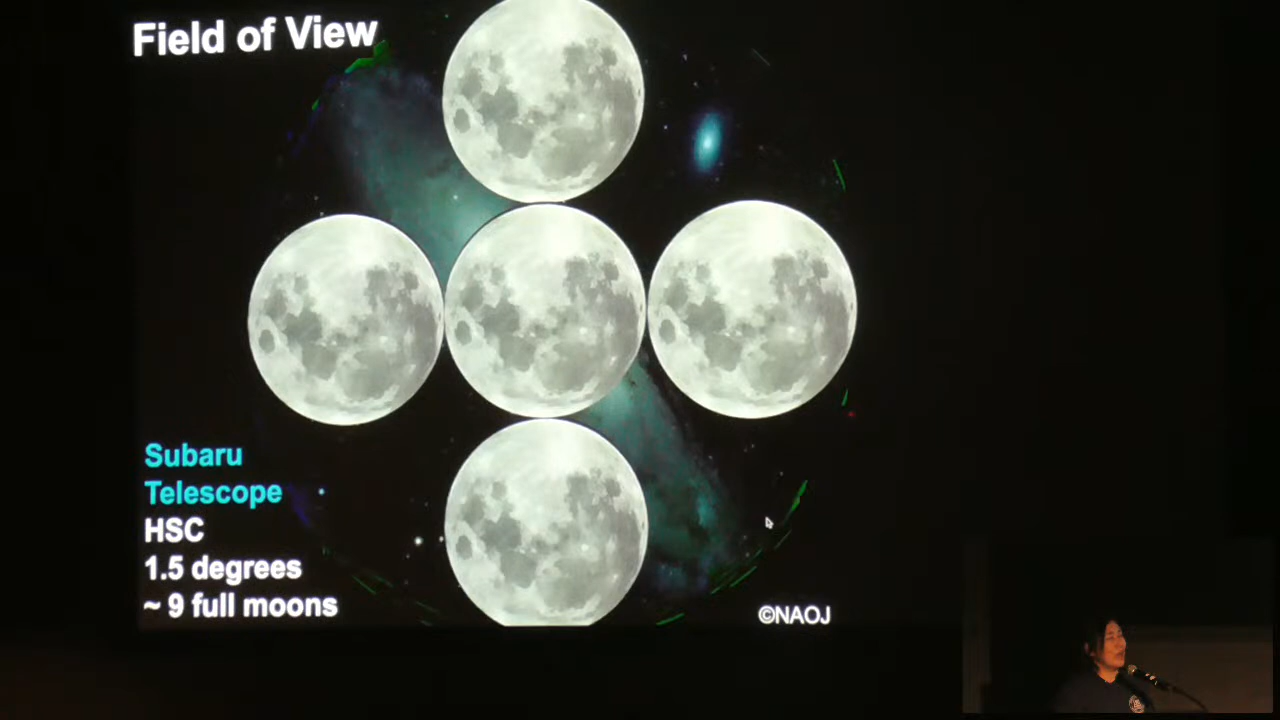 Field of View
Subaru
Telescope
HSC
1.5 degrees
~ 9 full moons
©NAOJ